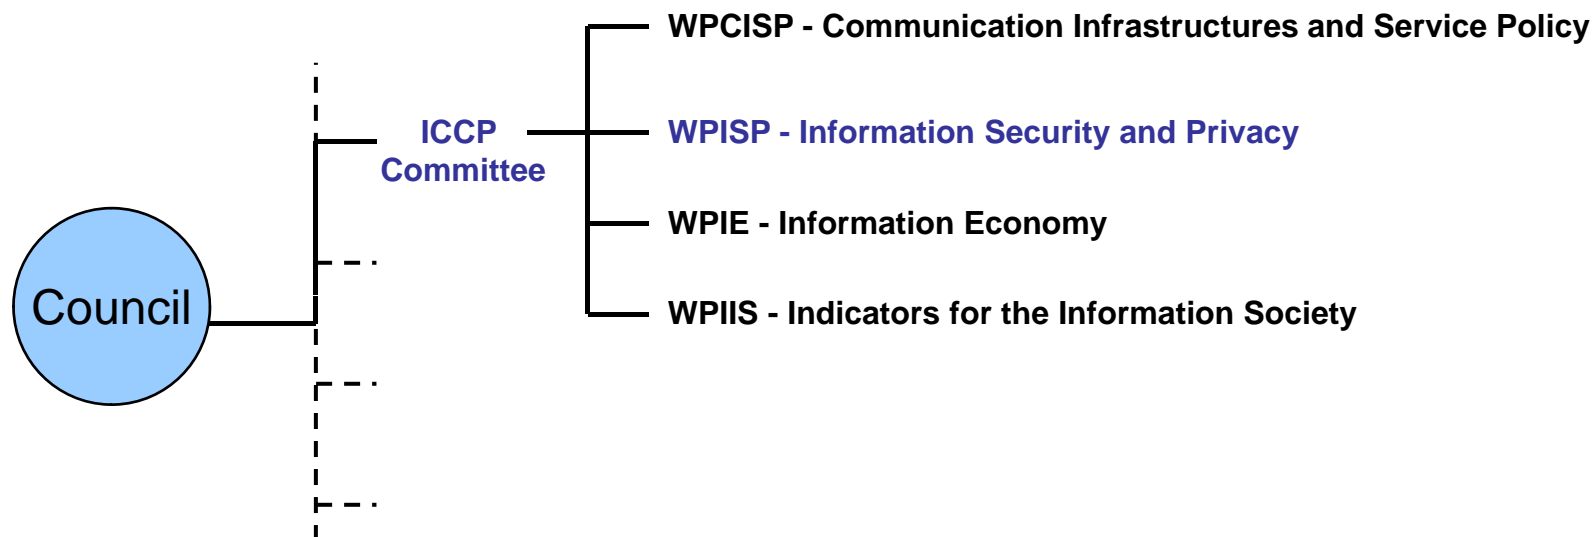 WPCISP - Communication Infrastructures and Service Policy
ICCP
Committee
WPISP - Information Security and Privacy
WPIE - Information Economy
Council
WPIIS - Indicators for the Information Society